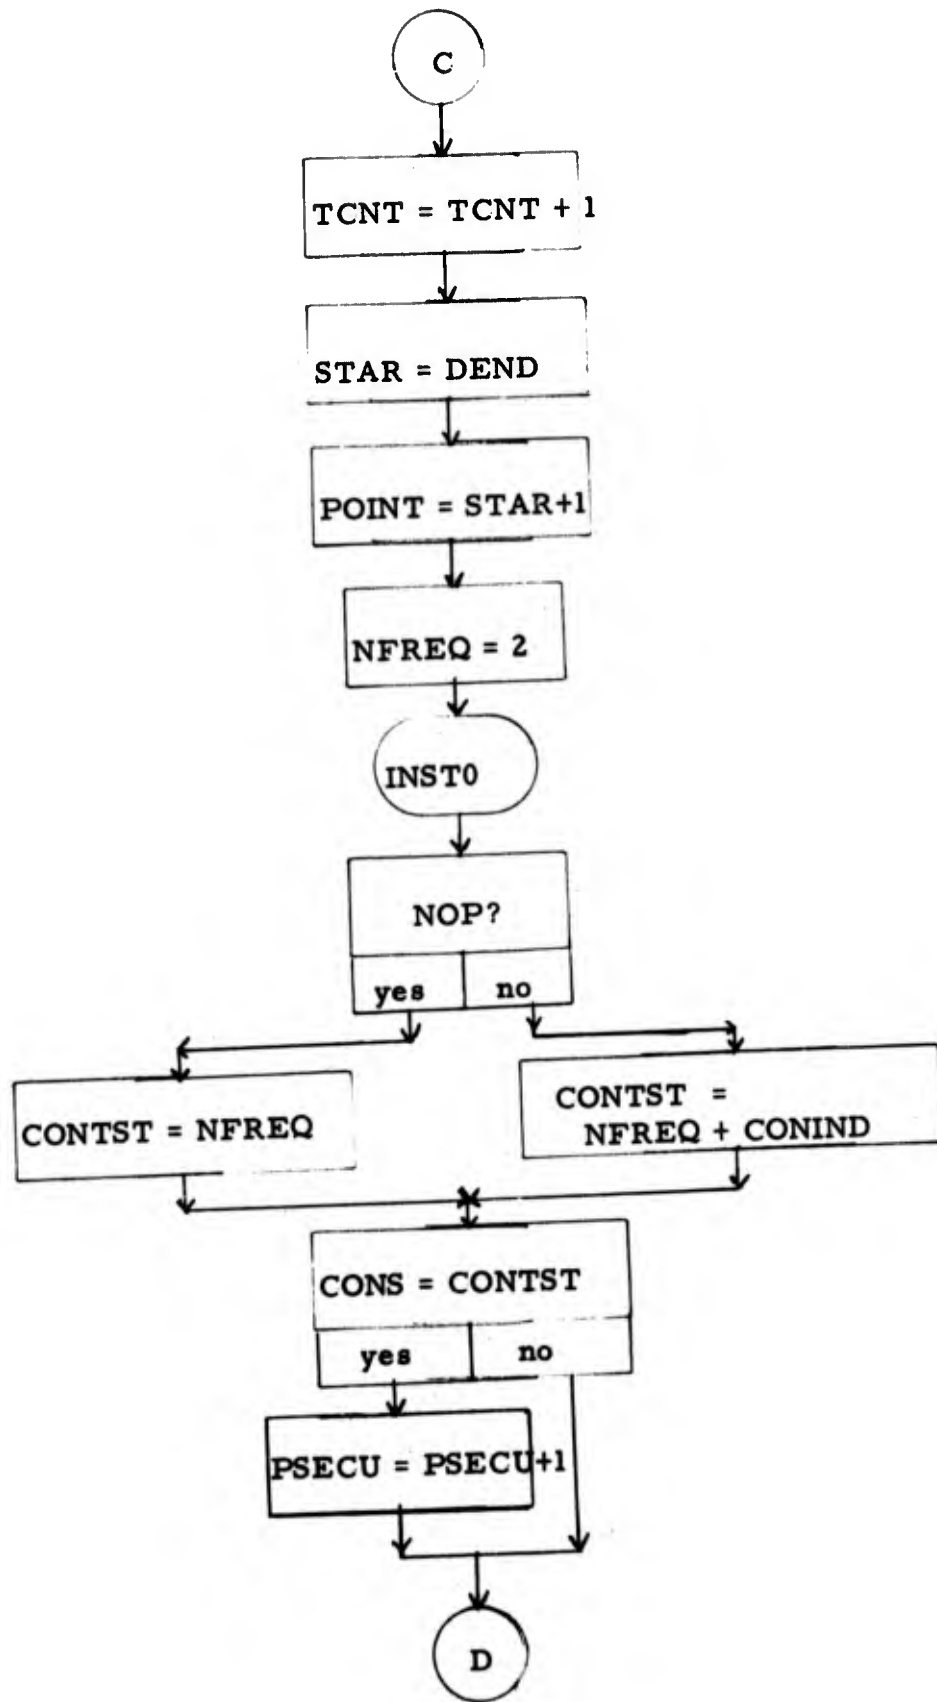 C
TCNT = TCNT + 1
STAR = DEND
POINT = STAR+1
NFREQ = 2
INST0
NOP?
yes no
CONTST = NFREQ
CONTST =
NFREQ + CONIND
CONS = CONTST
yes no
PSECU = PSECU+1
D